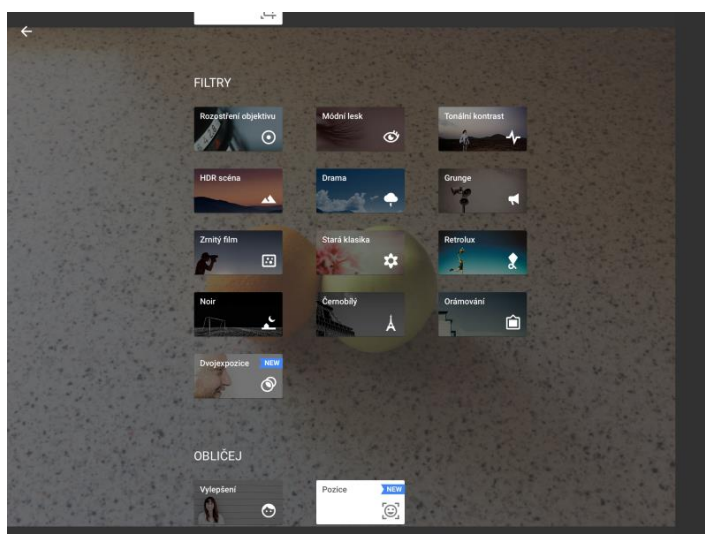 FILTRY
Rozostření objektivu
Módní lesk
Tonální kontrast
HDR scéna
Drama
Grunge
Zrnitý film
Stará klasika
Retrolux
Noir
Černobílý
Orámování
Dvojexpozice NEW
OBLIČEJ
Vylepšení
Pozice NEW